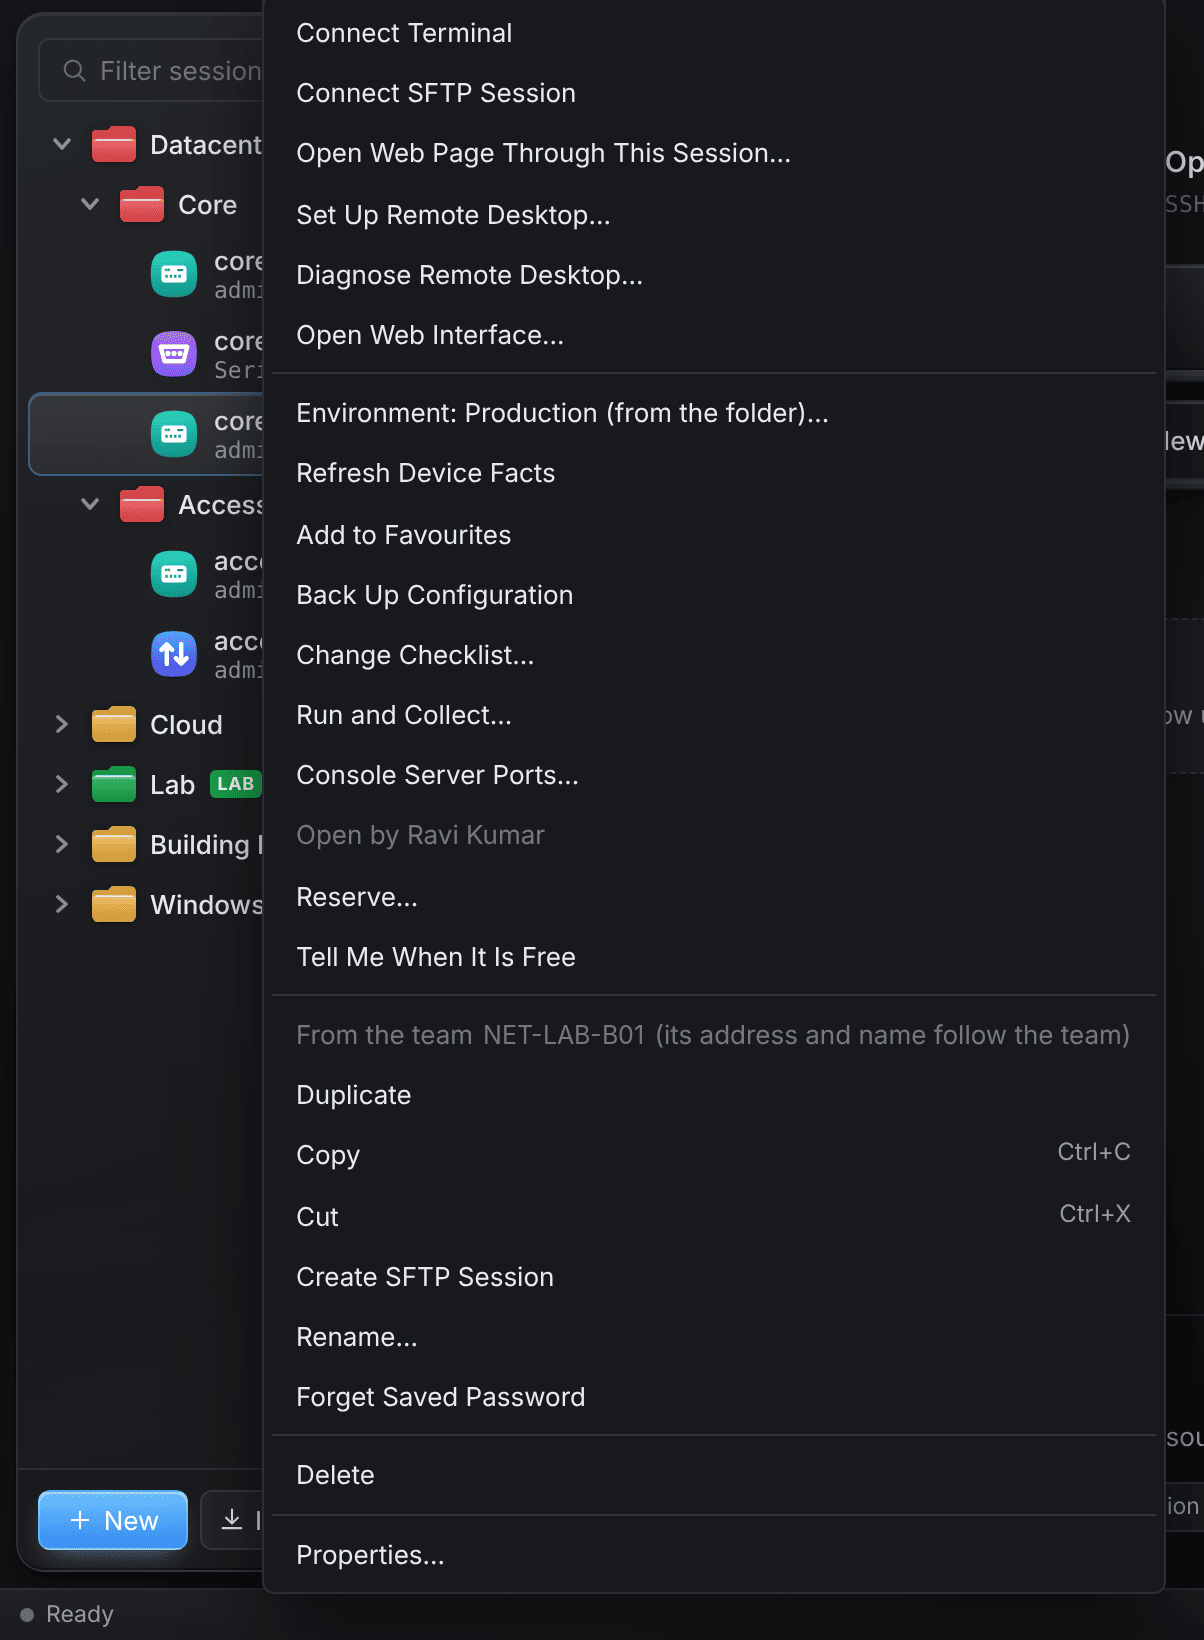 Filter session
Datacent
Core
core
admi
core
Seri
core
admi
Access
acce
admi
acce
admi
Cloud
Lab LAB
Building
Windows
+ New
Ready
Connect Terminal
Connect SFTP Session
Open Web Page Through This Session...
Set Up Remote Desktop...
Diagnose Remote Desktop...
Open Web Interface...
Environment: Production (from the folder)...
Refresh Device Facts
Add to Favourites
Back Up Configuration
Change Checklist...
Run and Collect...
Console Server Ports...
Open by Ravi Kumar
Reserve...
Tell Me When It Is Free
From the team NET-LAB-B01 (its address and name follow the team)
Duplicate
Copy Ctrl+C
Cut Ctrl+X
Create SFTP Session
Rename...
Forget Saved Password
Delete
Properties...
Op
SSH
ew
ow
sou
ion